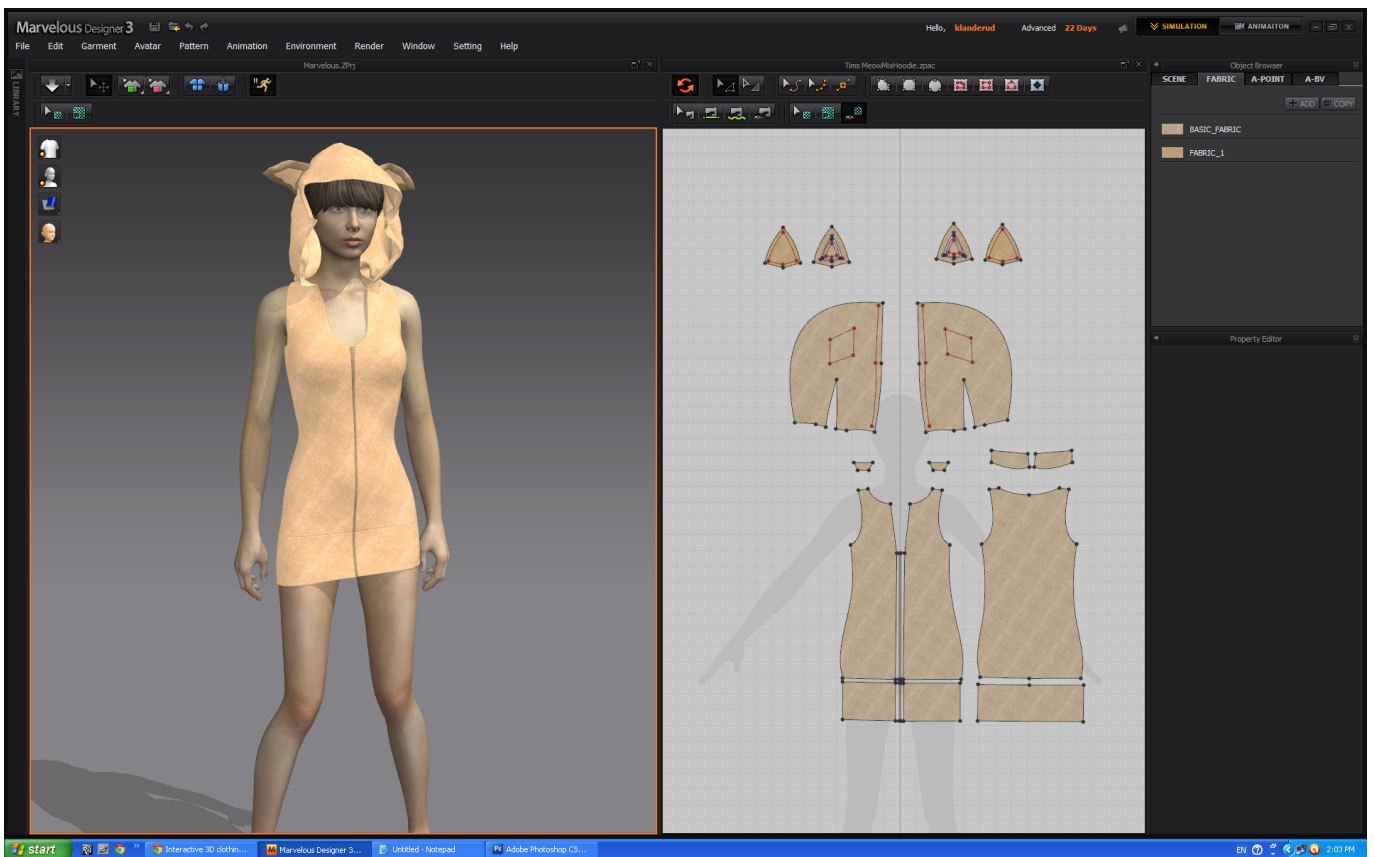 Marvelous Designer 3
Hello, klanderud Advanced 22 Days SIMULATION ANIMAITON
File Edit Garment Avatar Pattern Animation Environment Render Window Setting Help
LIBRARY
Marvelous.ZPrj
Tims MeowMixHoodie.zpac
Object Browser
SCENE FABRIC A-POINT A-BV
ADD COPY
BASIC_FABRIC
FABRIC_1
Property Editor
start Interactive 3D clothin... Marvelous Designer 3... Untitled - Notepad Adobe Photoshop CS... EN 2:03 PM